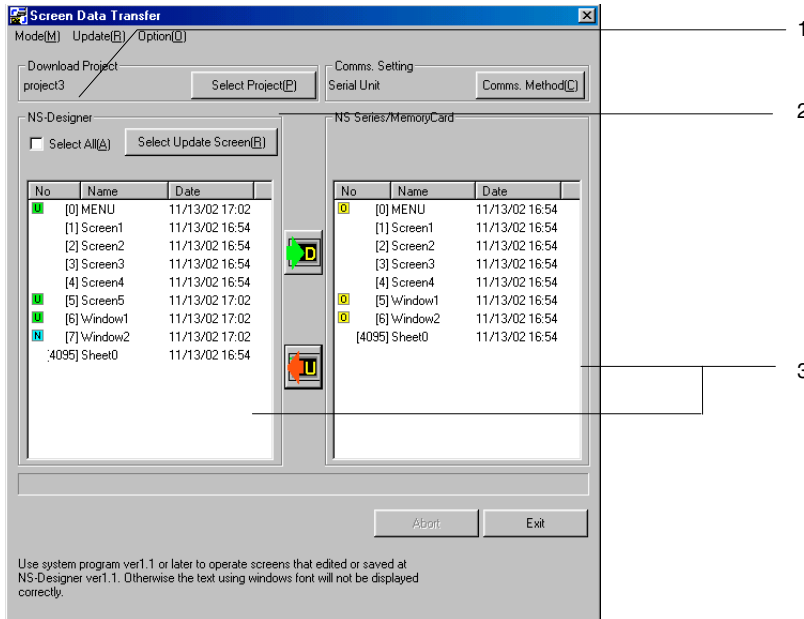 Screen Data Transfer
1
Mode(M) Update(R) Option(O)
Download Project
project3 Select Project(P)
Comms. Setting
Serial Unit Comms. Method(C)
2
NS-Designer
Select All(A) Select Update Screen(R)
No Name Date
U [0] MENU 11/13/02 17:02
[1] Screen1 11/13/02 16:54
[2] Screen2 11/13/02 16:54
[3] Screen3 11/13/02 16:54
[4] Screen4 11/13/02 16:54
U [5] Screen5 11/13/02 17:02
U [6] Window1 11/13/02 17:02
N [7] Window2 11/13/02 17:02
[4095] Sheet0 11/13/02 16:54
D
U
NS Series/MemoryCard
No Name Date
O [0] MENU 11/13/02 16:54
[1] Screen1 11/13/02 16:54
[2] Screen2 11/13/02 16:54
[3] Screen3 11/13/02 16:54
[4] Screen4 11/13/02 16:54
O [5] Window1 11/13/02 16:54
O [6] Window2 11/13/02 16:54
[4095] Sheet0 11/13/02 16:54
3
Abort Exit
Use system program ver1.1 or later to operate screens that edited or saved at
NS-Designer ver1.1. Otherwise the text using windows font will not be displayed
correctly.